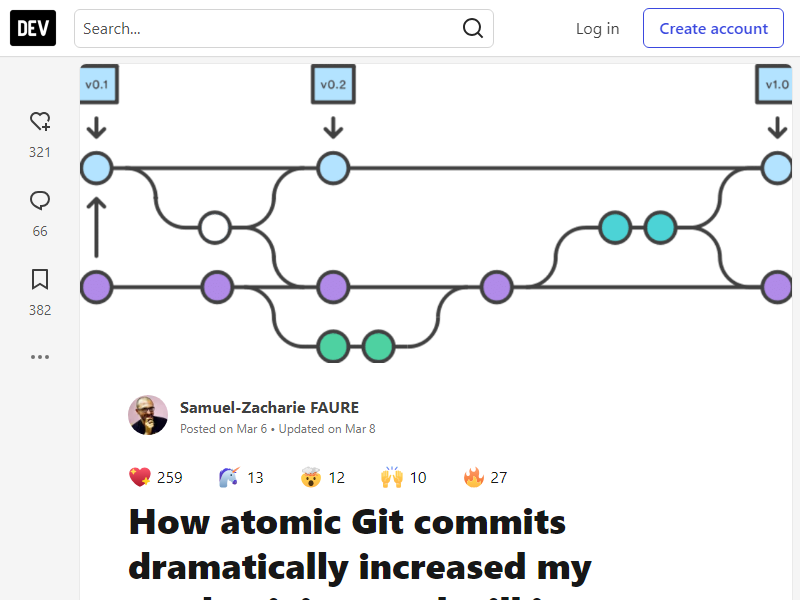 DEV
Search...
Log in
Create account
v0.1
v0.2
v1.0
321
66
382
Samuel-Zacharie FAURE
Posted on Mar 6 • Updated on Mar 8
259
13
12
10
27
How atomic Git commits
dramatically increased my